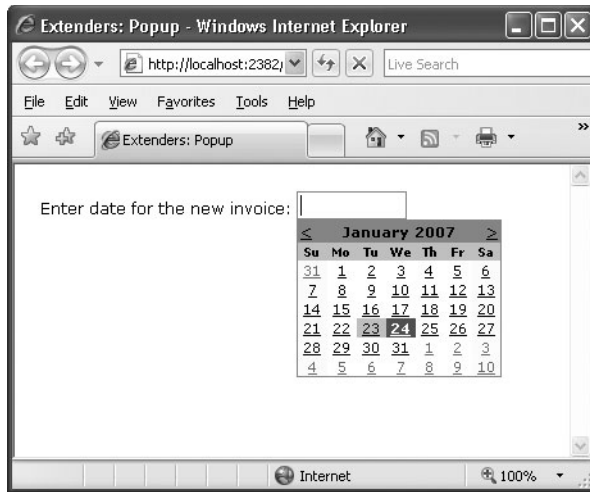 Extenders: Popup - Windows Internet Explorer
http://localhost:2382/
Live Search
File Edit View Favorites Tools Help
Extenders: Popup
»
Enter date for the new invoice:
< January 2007 >
Su Mo Tu We Th Fr Sa
31 1 2 3 4 5 6
7 8 9 10 11 12 13
14 15 16 17 18 19 20
21 22 23 24 25 26 27
28 29 30 31 1 2 3
4 5 6 7 8 9 10
Internet 100%